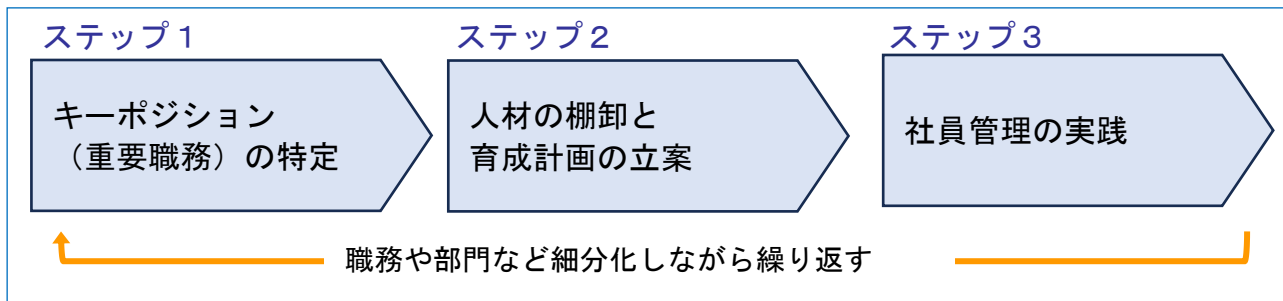 ステップ１
ステップ２
ステップ３
キーポジション
（重要職務）の特定
人材の棚卸と
育成計画の立案
社員管理の実践
職務や部門など細分化しながら繰り返す